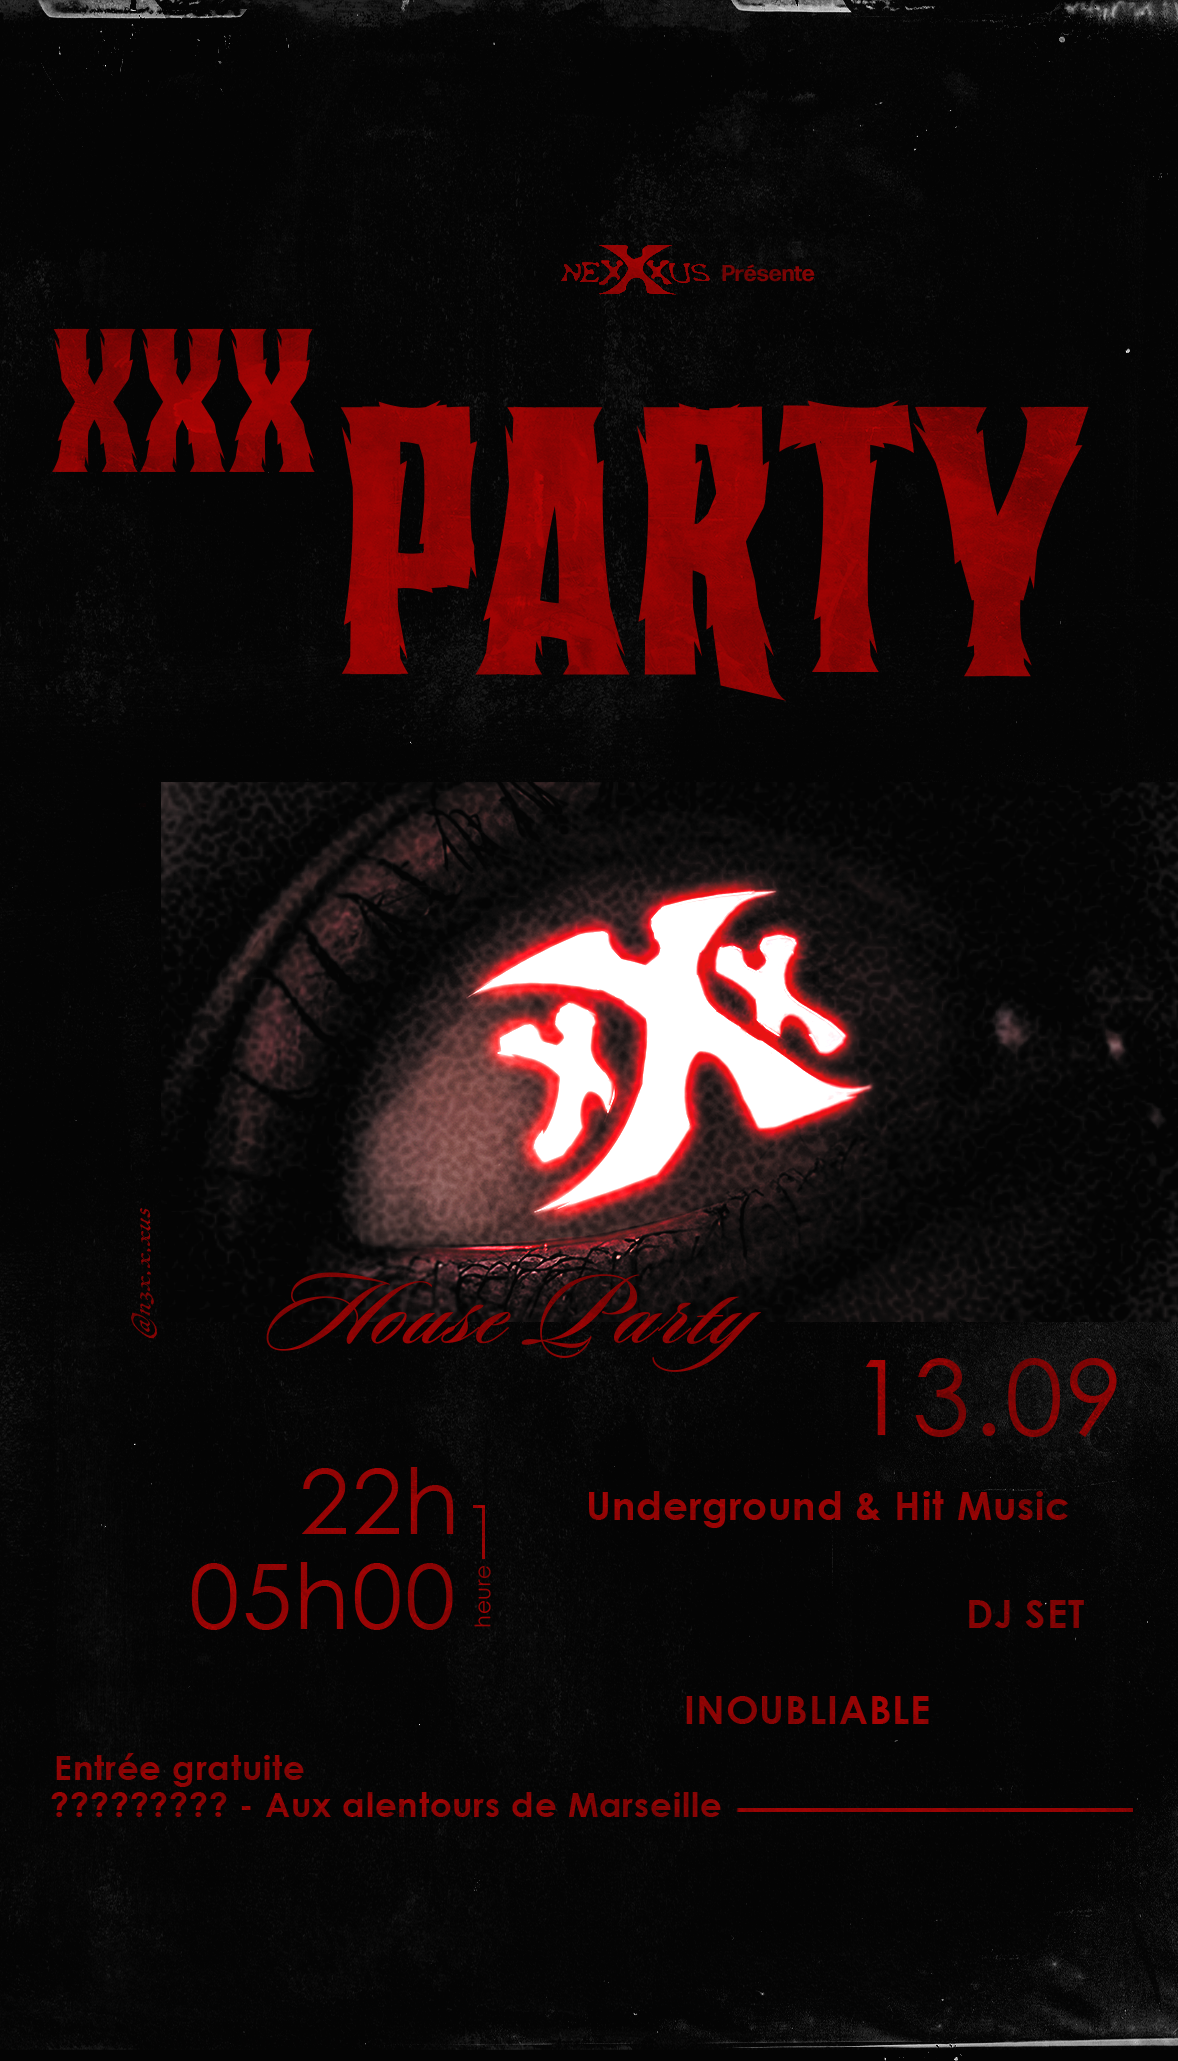 NEXXXUS Présente
XXX
PARTY
@n3x.x.x.xus
House Party
13.09
22h
05h00
heure
Underground & Hit Music
DJ SET
INOUBLIABLE
Entrée gratuite
????????? - Aux alentours de Marseille